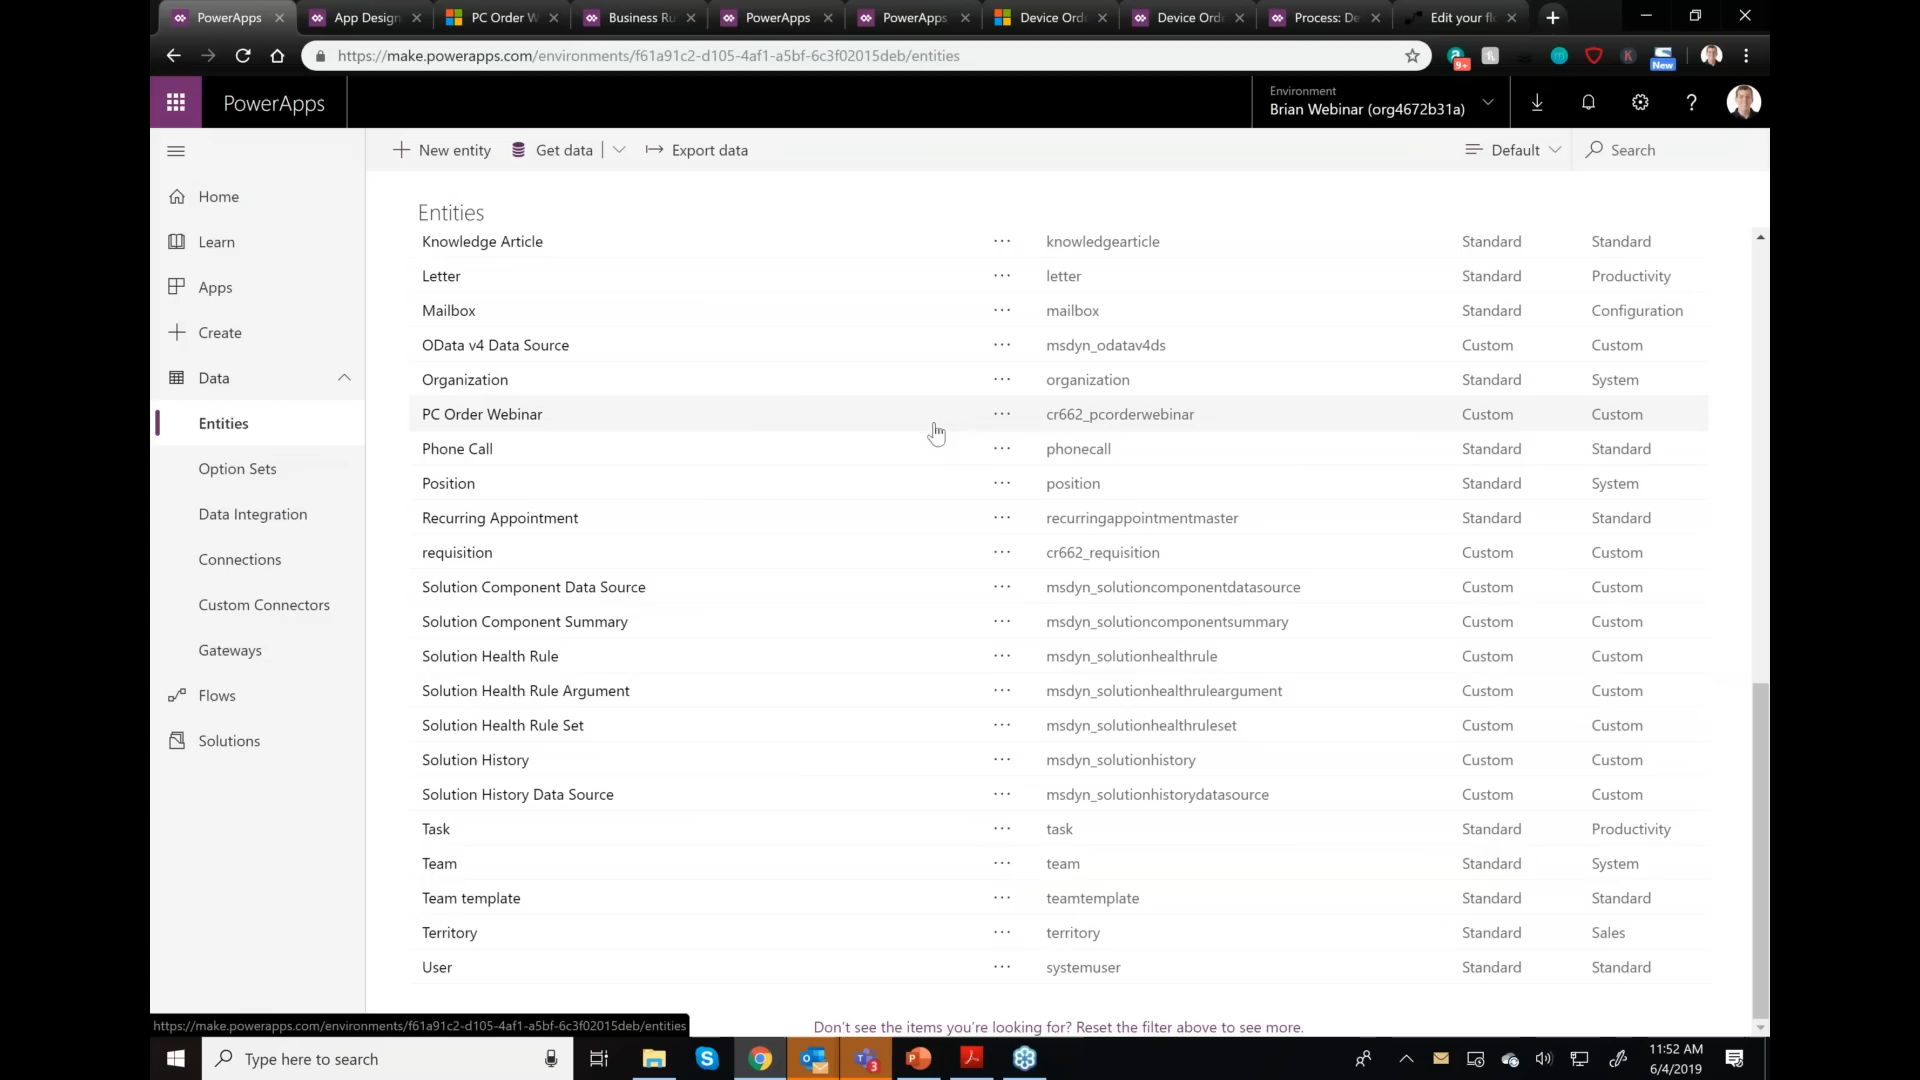 PowerApps
App Design
PC Order W
Business Ru
PowerApps
PowerApps
Device Orde
Device Orde
Process: De
Edit your flo
https://make.powerapps.com/environments/f61a91c2-d105-4af1-a5bf-6c3f02015deb/entities
9+
K
New
PowerApps
Environment
Brian Webinar (org4672b31a)
New entity
Get data
Export data
Default
Search
Home
Learn
Apps
Create
Data
Entities
Option Sets
Data Integration
Connections
Custom Connectors
Gateways
Flows
Solutions
Entities
Knowledge Article ··· knowledgearticle Standard Standard
Letter ··· letter Standard Productivity
Mailbox ··· mailbox Standard Configuration
OData v4 Data Source ··· msdyn_odatav4ds Custom Custom
Organization ··· organization Standard System
PC Order Webinar ··· cr662_pcorderwebinar Custom Custom
Phone Call ··· phonecall Standard Standard
Position ··· position Standard System
Recurring Appointment ··· recurringappointmentmaster Standard Standard
requisition ··· cr662_requisition Custom Custom
Solution Component Data Source ··· msdyn_solutioncomponentdatasource Custom Custom
Solution Component Summary ··· msdyn_solutioncomponentsummary Custom Custom
Solution Health Rule ··· msdyn_solutionhealthrule Custom Custom
Solution Health Rule Argument ··· msdyn_solutionhealthruleargument Custom Custom
Solution Health Rule Set ··· msdyn_solutionhealthruleset Custom Custom
Solution History ··· msdyn_solutionhistory Custom Custom
Solution History Data Source ··· msdyn_solutionhistorydatasource Custom Custom
Task ··· task Standard Productivity
Team ··· team Standard System
Team template ··· teamtemplate Standard Standard
Territory ··· territory Standard Sales
User ··· systemuser Standard Standard
Don't see the items you're looking for? Reset the filter above to see more.
https://make.powerapps.com/environments/f61a91c2-d105-4af1-a5bf-6c3f02015deb/entities
Type here to search
3
11:52 AM
6/4/2019